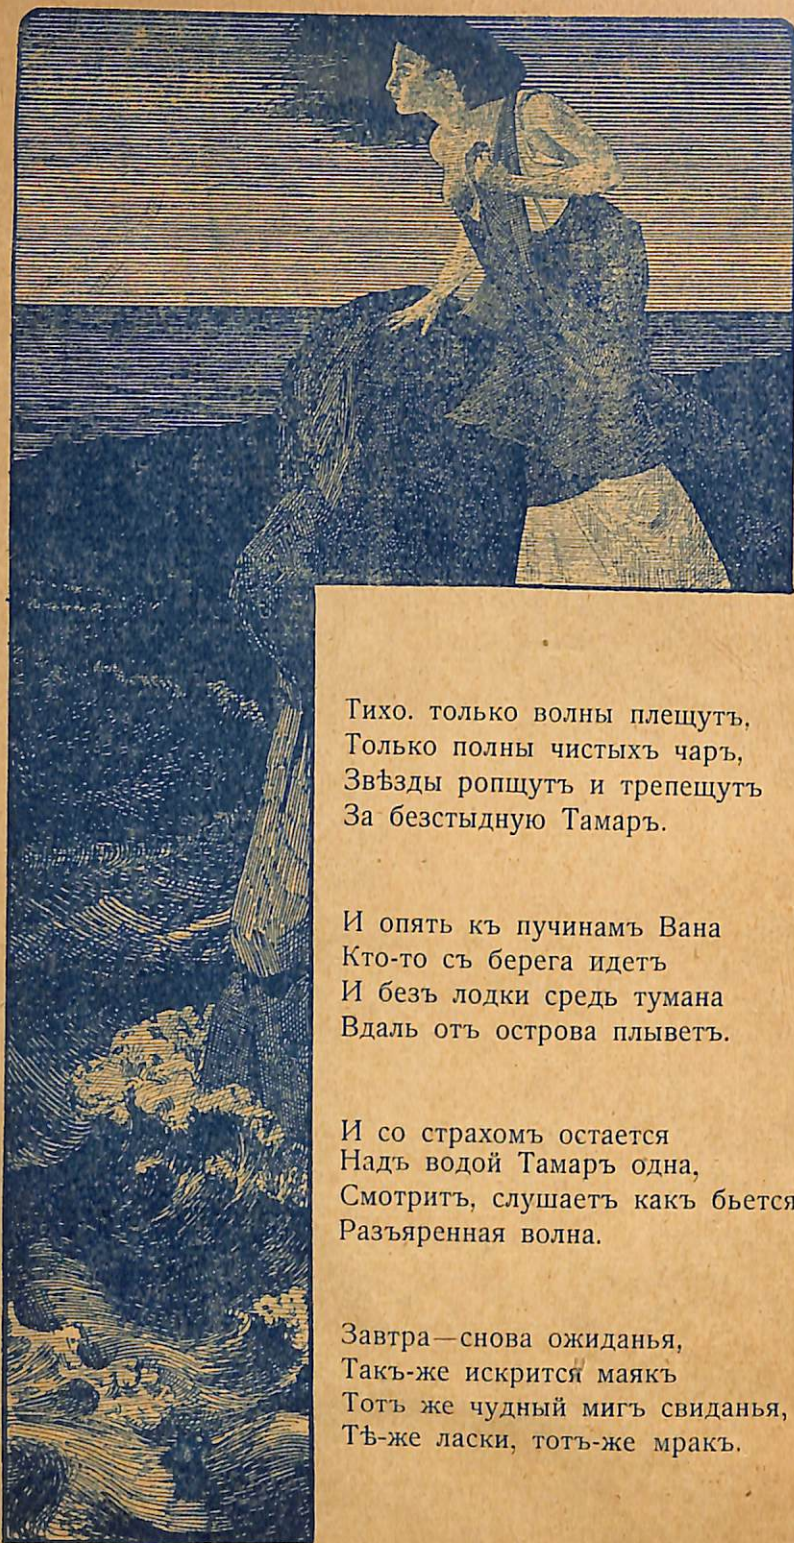 Тихо. только волны плещутъ,
Только полны чистыхъ чаръ,
Звѣзды ропщутъ и трепещутъ
За безстыдную Тамаръ.
И опять къ пучинамъ Вана
Кто-то съ берега идетъ
И безъ лодки средь тумана
Вдаль отъ острова плыветъ.
И со страхомъ остается
Надъ водой Тамаръ одна,
Смотритъ, слушаетъ какъ бьется
Разъяренная волна.
Завтра—снова ожиданья,
Такъ-же искрится маякъ
Тотъ же чудный мигъ свиданья,
Тѣ-же ласки, тотъ-же мракъ.